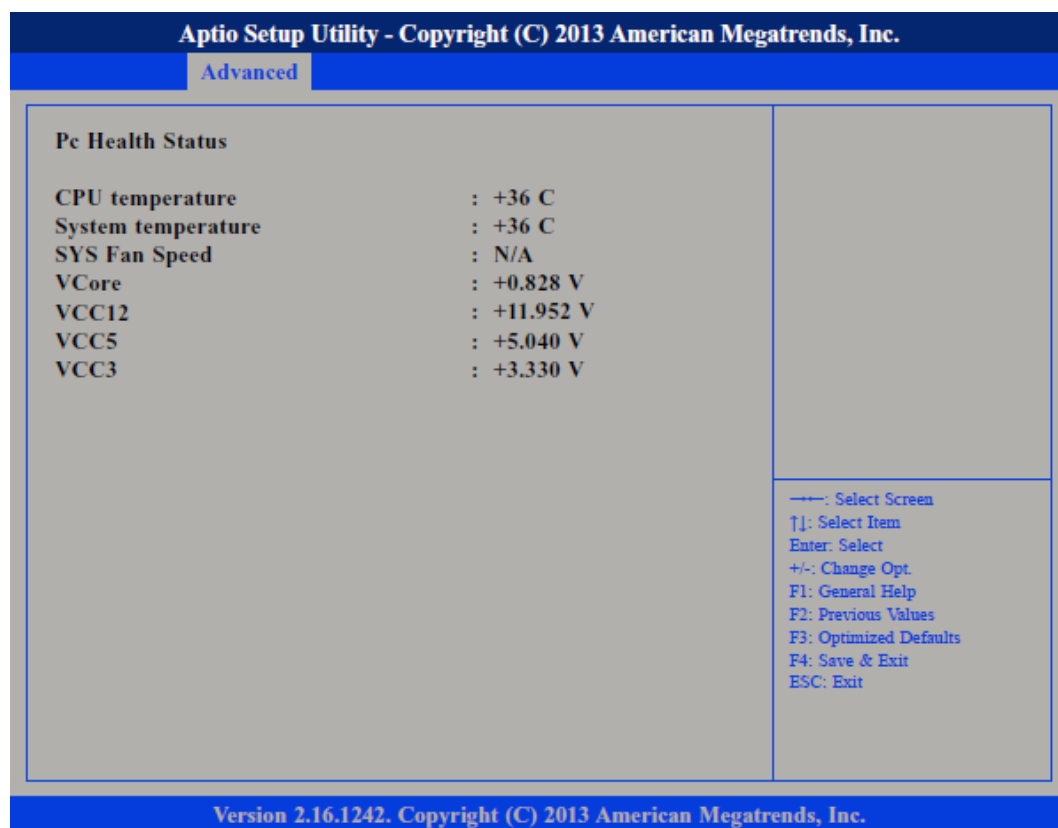 Aptio Setup Utility - Copyright (C) 2013 American Megatrends, Inc.
Advanced
Pc Health Status
CPU temperature : +36 C
System temperature : +36 C
SYS Fan Speed : N/A
VCore : +0.828 V
VCC12 : +11.952 V
VCC5 : +5.040 V
VCC3 : +3.330 V
→←: Select Screen
↑↓: Select Item
Enter: Select
+/-: Change Opt.
F1: General Help
F2: Previous Values
F3: Optimized Defaults
F4: Save & Exit
ESC: Exit
Version 2.16.1242. Copyright (C) 2013 American Megatrends, Inc.